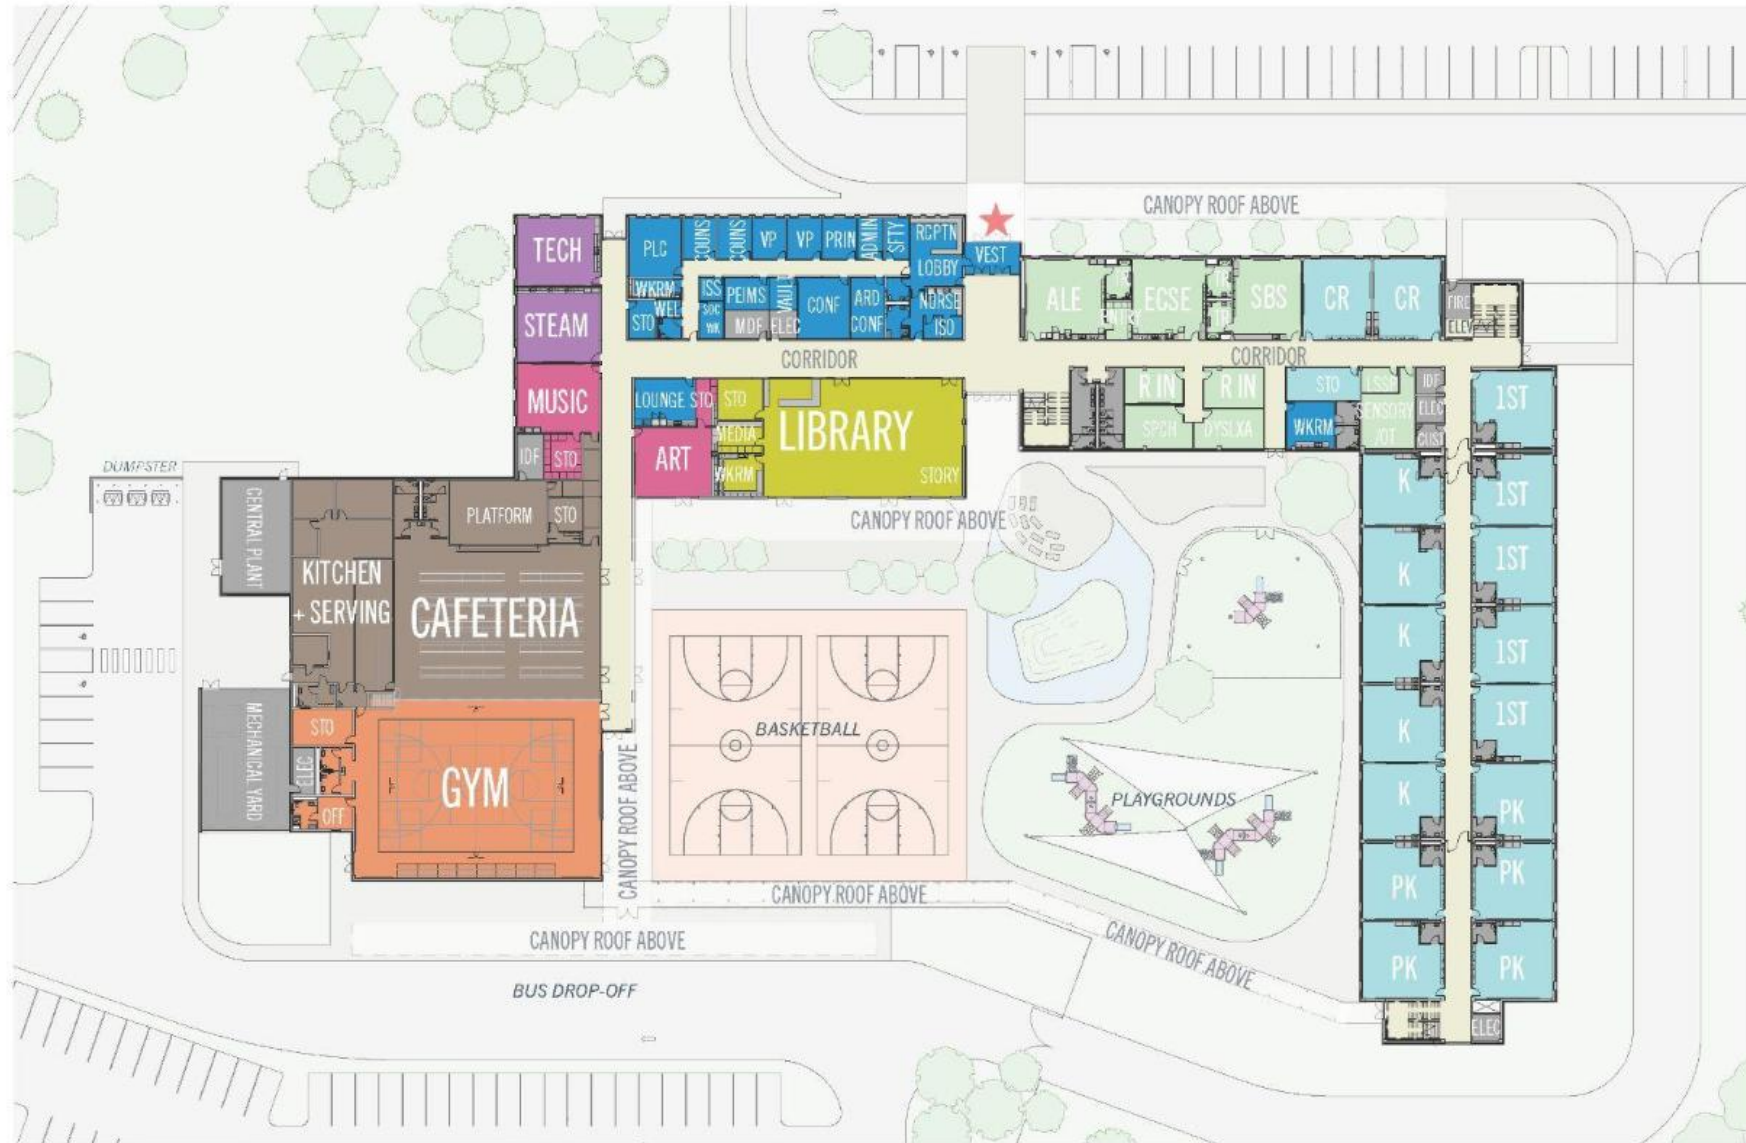 CANOPY ROOF ABOVE
TECH
PLC
COUNS
COUNS
VP
VP
PRIN
ADMIN
SFTY
RCPTN
LOBBY
VEST
WKRM
STO
ISS
PEIMS
VAULT
CONF
ARD
CONF
NURSE
ISO
MDF
ELEC
STEAM
MUSIC
ALE
ENTRY
ECSE
SBS
CR
CR
FIRE
ELEV
CORRIDOR
CORRIDOR
LOUNGE
STO
STO
MEDIA
WKRM
ART
LIBRARY
STORY
R IN
R IN
SPCH
DYSLXA
STO
WKRM
LSSP
SENSORY
/OT
IDF
ELEC
CUST
1ST
IDF
STO
DUMPSTER
CENTRAL PLANT
PLATFORM
STO
CANOPY ROOF ABOVE
K
1ST
KITCHEN
+ SERVING
CAFETERIA
K
1ST
K
1ST
K
1ST
MECHANICAL YARD
STO
ELEC
OFF
GYM
CANOPY ROOF ABOVE
BASKETBALL
PLAYGROUNDS
K
PK
PK
PK
PK
PK
CANOPY ROOF ABOVE
CANOPY ROOF ABOVE
CANOPY ROOF ABOVE
BUS DROP-OFF
ELEC